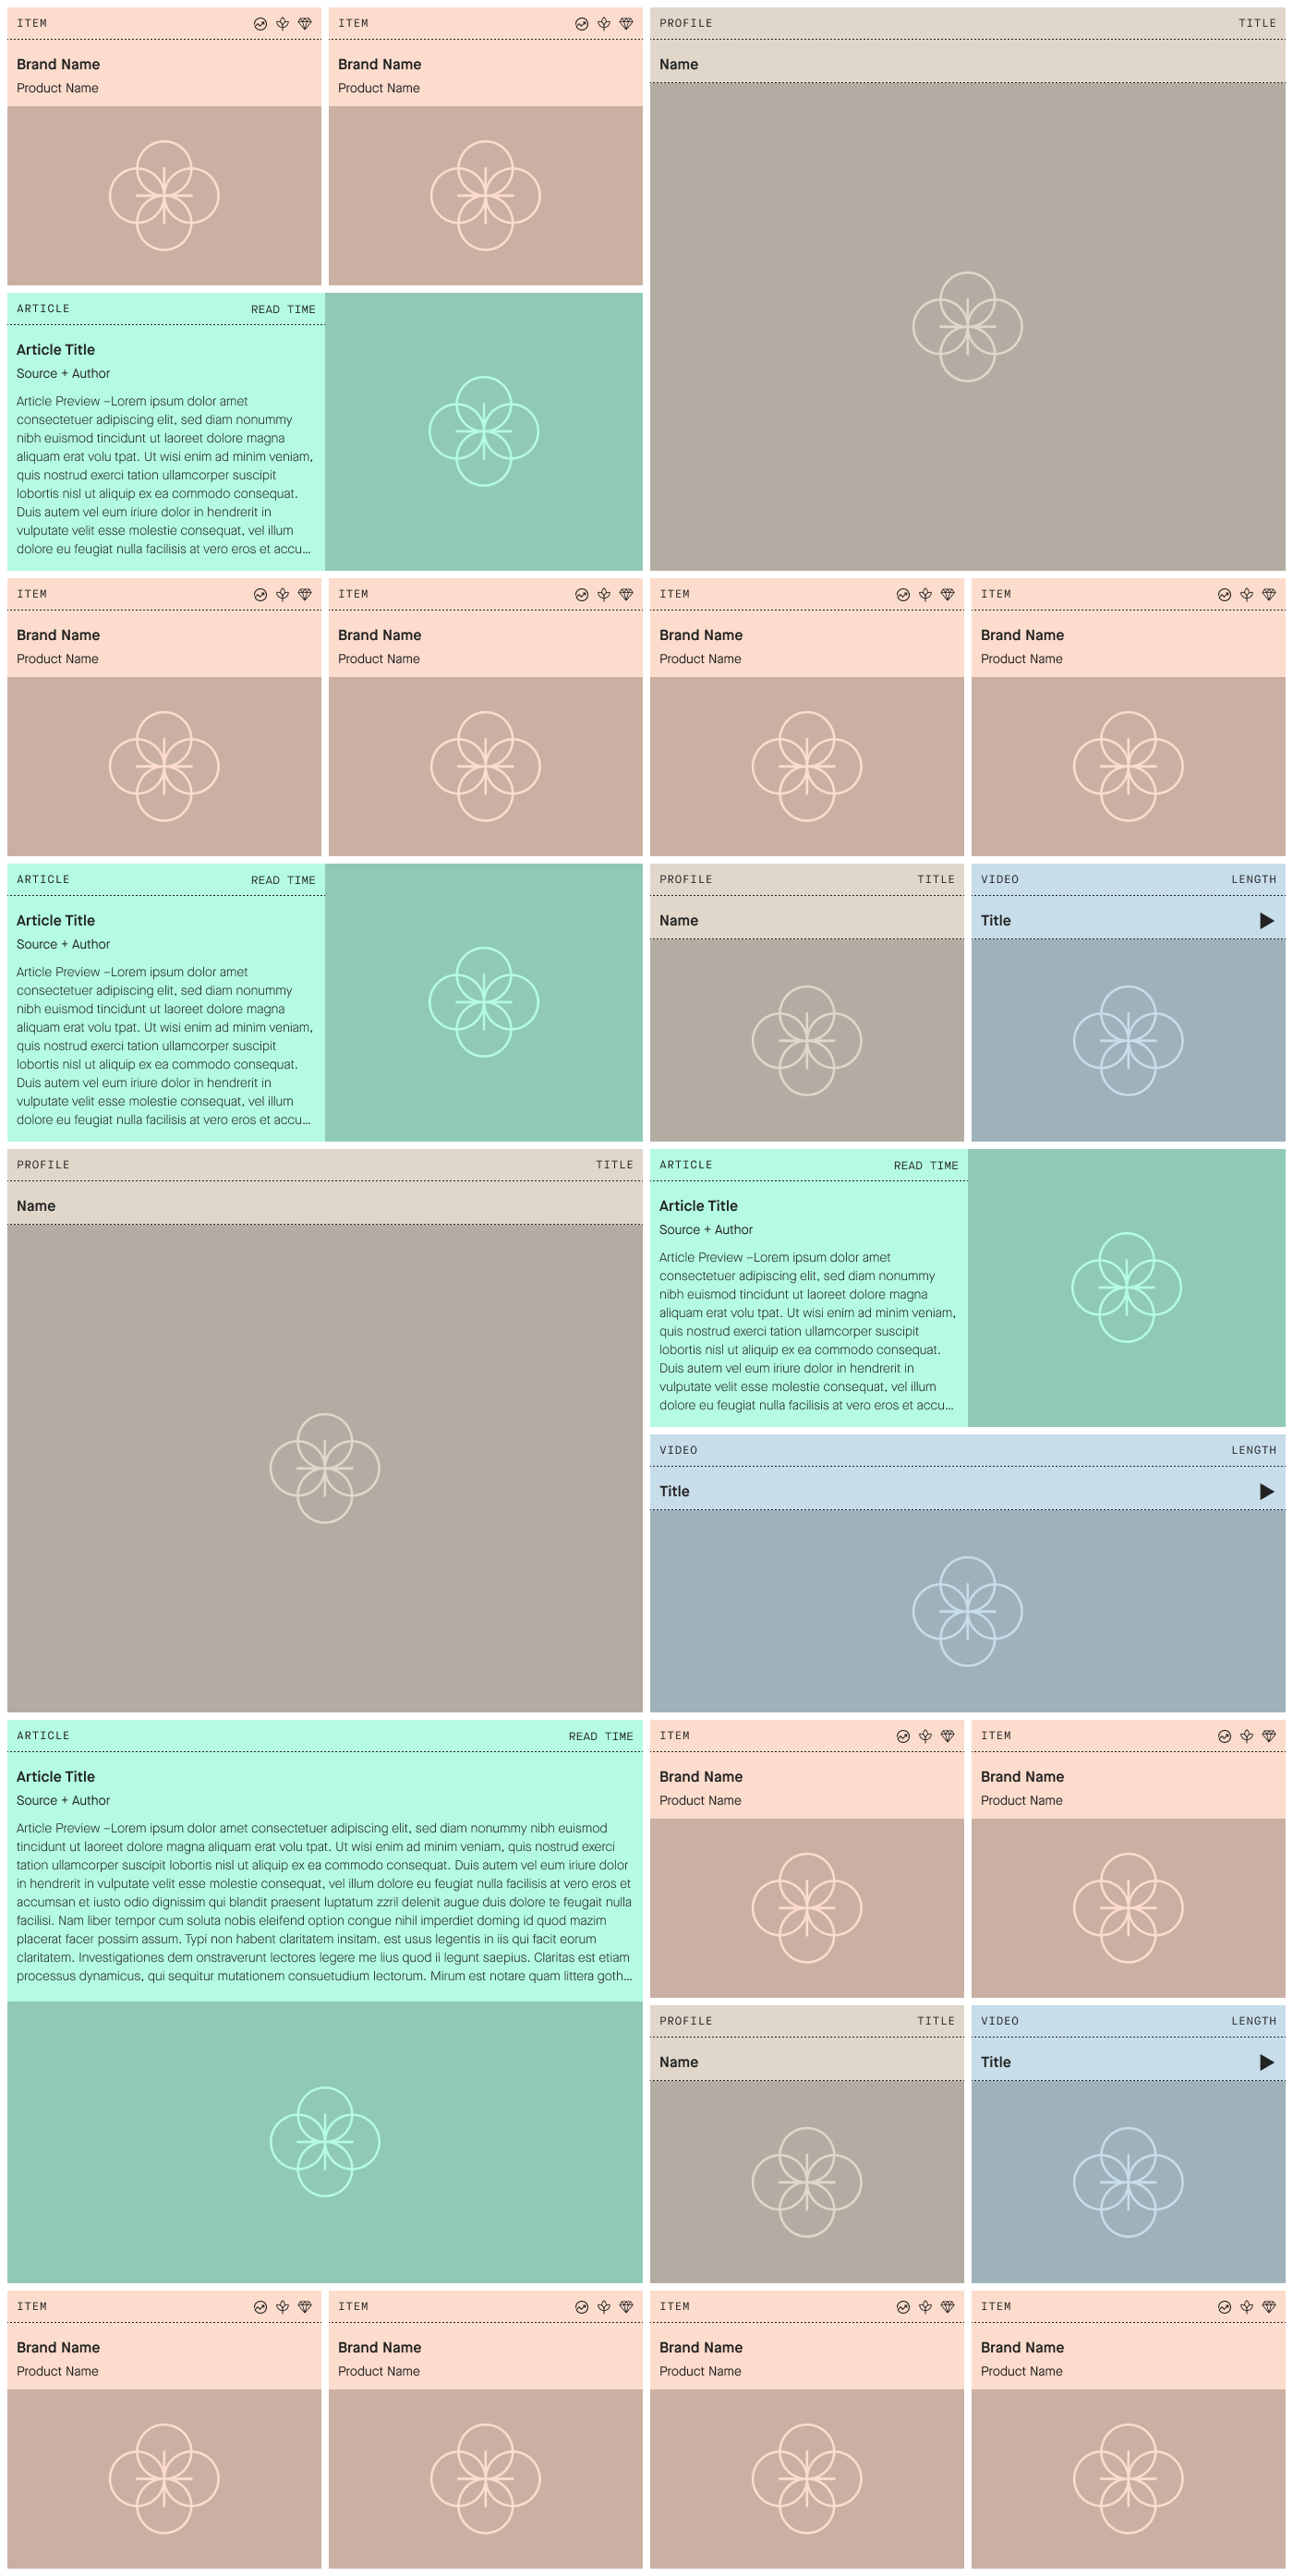 ITEM
Brand Name
Product Name
ITEM
Brand Name
Product Name
PROFILE TITLE
Name
ARTICLE READ TIME
Article Title
Source + Author
Article Preview –Lorem ipsum dolor amet
consectetuer adipiscing elit, sed diam nonummy
nibh euismod tincidunt ut laoreet dolore magna
aliquam erat volu tpat. Ut wisi enim ad minim veniam,
quis nostrud exerci tation ullamcorper suscipit
lobortis nisl ut aliquip ex ea commodo consequat.
Duis autem vel eum iriure dolor in hendrerit in
vulputate velit esse molestie consequat, vel illum
dolore eu feugiat nulla facilisis at vero eros et accu...
ITEM
Brand Name
Product Name
ITEM
Brand Name
Product Name
ITEM
Brand Name
Product Name
ITEM
Brand Name
Product Name
ARTICLE READ TIME
Article Title
Source + Author
Article Preview –Lorem ipsum dolor amet
consectetuer adipiscing elit, sed diam nonummy
nibh euismod tincidunt ut laoreet dolore magna
aliquam erat volu tpat. Ut wisi enim ad minim veniam,
quis nostrud exerci tation ullamcorper suscipit
lobortis nisl ut aliquip ex ea commodo consequat.
Duis autem vel eum iriure dolor in hendrerit in
vulputate velit esse molestie consequat, vel illum
dolore eu feugiat nulla facilisis at vero eros et accu...
PROFILE TITLE
Name
VIDEO LENGTH
Title
PROFILE TITLE
Name
ARTICLE READ TIME
Article Title
Source + Author
Article Preview –Lorem ipsum dolor amet
consectetuer adipiscing elit, sed diam nonummy
nibh euismod tincidunt ut laoreet dolore magna
aliquam erat volu tpat. Ut wisi enim ad minim veniam,
quis nostrud exerci tation ullamcorper suscipit
lobortis nisl ut aliquip ex ea commodo consequat.
Duis autem vel eum iriure dolor in hendrerit in
vulputate velit esse molestie consequat, vel illum
dolore eu feugiat nulla facilisis at vero eros et accu...
VIDEO LENGTH
Title
ARTICLE READ TIME
Article Title
Source + Author
Article Preview –Lorem ipsum dolor amet consectetuer adipiscing elit, sed diam nonummy nibh euismod
tincidunt ut laoreet dolore magna aliquam erat volu tpat. Ut wisi enim ad minim veniam, quis nostrud exerci
tation ullamcorper suscipit lobortis nisl ut aliquip ex ea commodo consequat. Duis autem vel eum iriure dolor
in hendrerit in vulputate velit esse molestie consequat, vel illum dolore eu feugiat nulla facilisis at vero eros et
accumsan et iusto odio dignissim qui blandit praesent luptatum zzril delenit augue duis dolore te feugait nulla
facilisi. Nam liber tempor cum soluta nobis eleifend option congue nihil imperdiet doming id quod mazim
placerat facer possim assum. Typi non habent claritatem insitam. est usus legentis in iis qui facit eorum
claritatem. Investigationes dem onstraverunt lectores legere me lius quod ii legunt saepius. Claritas est etiam
processus dynamicus, qui sequitur mutationem consuetudium lectorum. Mirum est notare quam littera goth...
ITEM
Brand Name
Product Name
ITEM
Brand Name
Product Name
PROFILE TITLE
Name
VIDEO LENGTH
Title
ITEM
Brand Name
Product Name
ITEM
Brand Name
Product Name
ITEM
Brand Name
Product Name
ITEM
Brand Name
Product Name